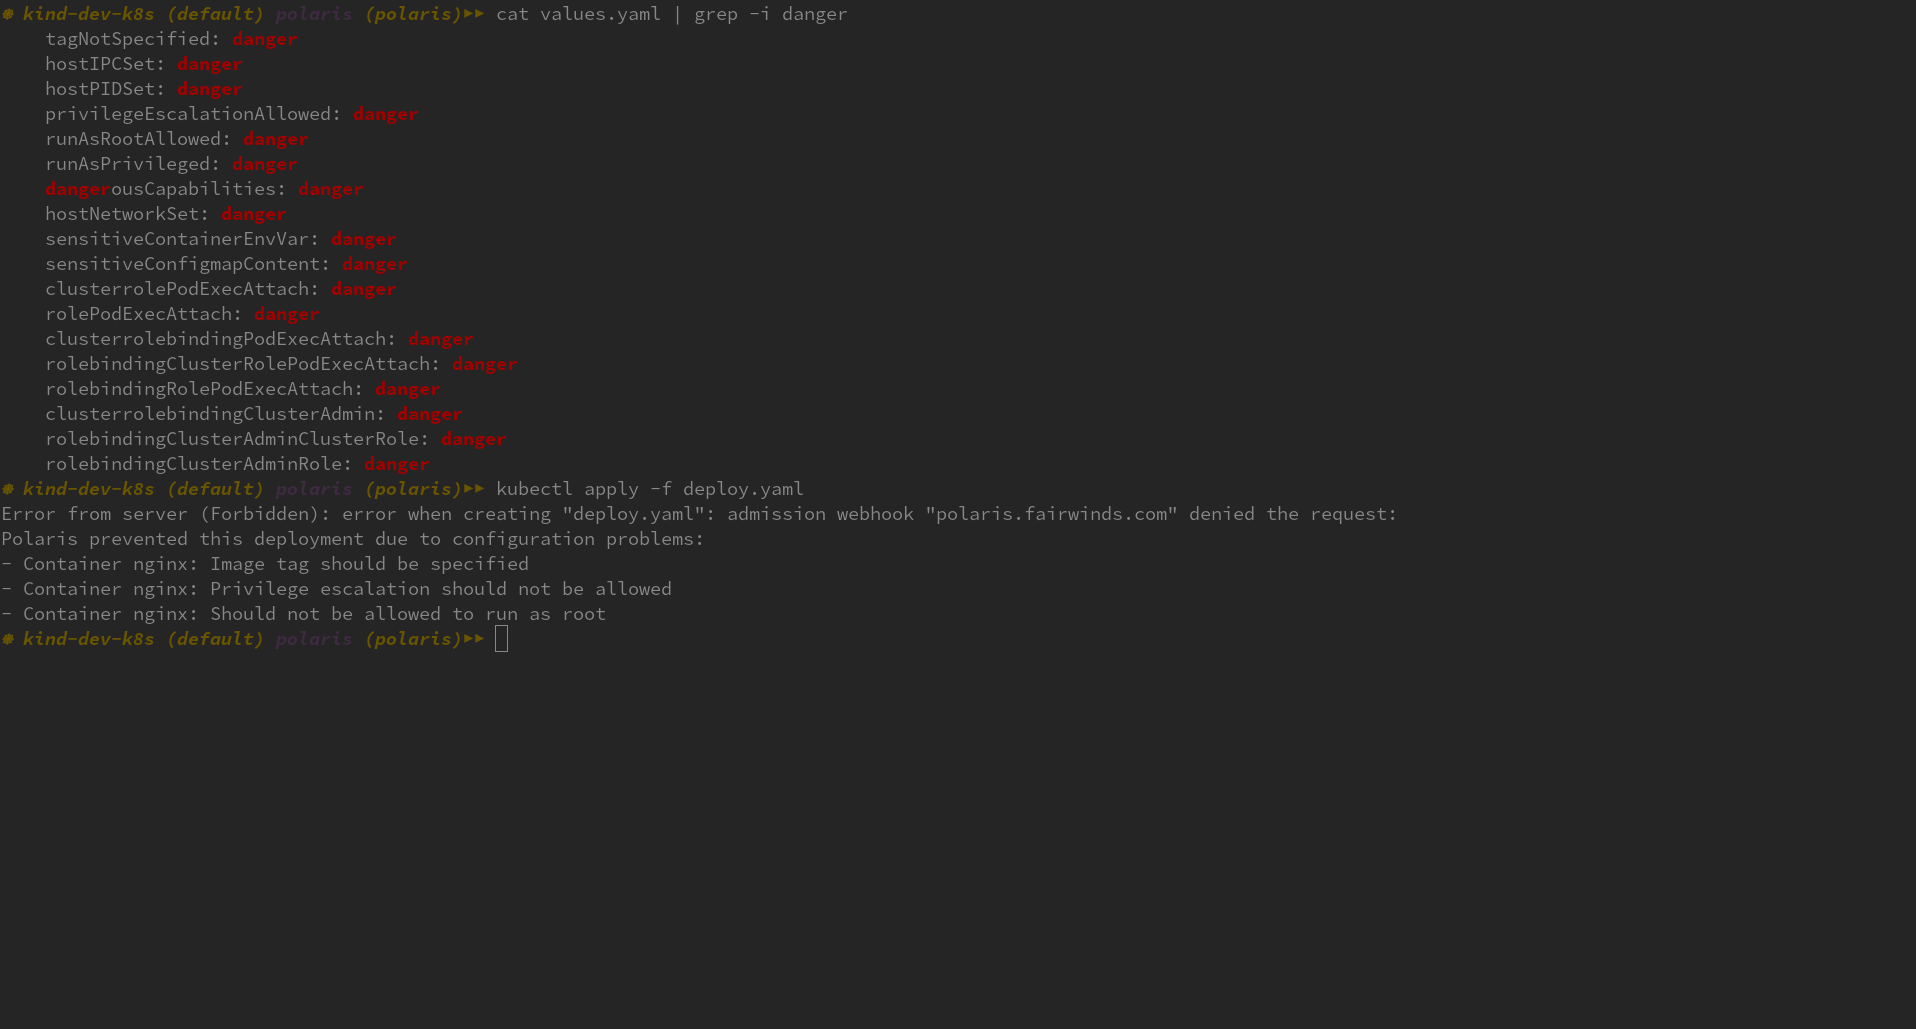 ⎈ kind-dev-k8s (default) polaris (polaris)▶▶ cat values.yaml | grep -i danger
    tagNotSpecified: danger
    hostIPCSet: danger
    hostPIDSet: danger
    privilegeEscalationAllowed: danger
    runAsRootAllowed: danger
    runAsPrivileged: danger
    dangerousCapabilities: danger
    hostNetworkSet: danger
    sensitiveContainerEnvVar: danger
    sensitiveConfigmapContent: danger
    clusterrolePodExecAttach: danger
    rolePodExecAttach: danger
    clusterrolebindingPodExecAttach: danger
    rolebindingClusterRolePodExecAttach: danger
    rolebindingRolePodExecAttach: danger
    clusterrolebindingClusterAdmin: danger
    rolebindingClusterAdminClusterRole: danger
    rolebindingClusterAdminRole: danger
⎈ kind-dev-k8s (default) polaris (polaris)▶▶ kubectl apply -f deploy.yaml
Error from server (Forbidden): error when creating "deploy.yaml": admission webhook "polaris.fairwinds.com" denied the request:
Polaris prevented this deployment due to configuration problems:
- Container nginx: Image tag should be specified
- Container nginx: Privilege escalation should not be allowed
- Container nginx: Should not be allowed to run as root
⎈ kind-dev-k8s (default) polaris (polaris)▶▶